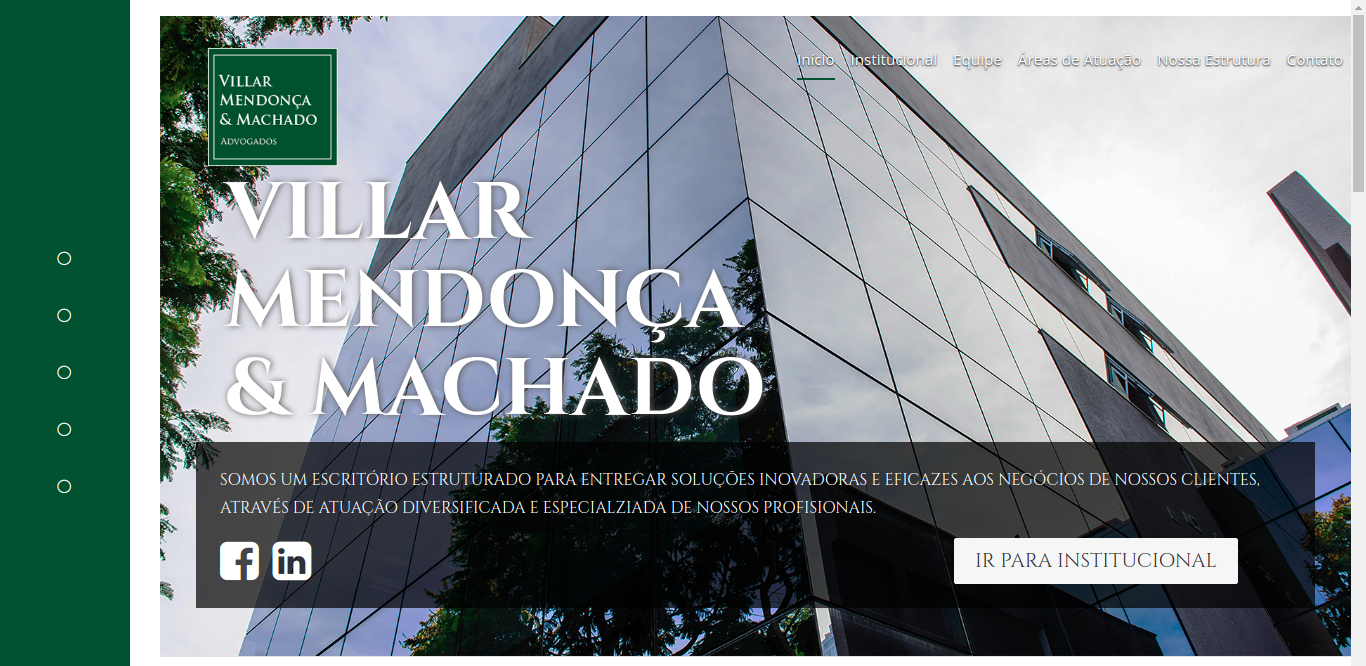 VILLAR
MENDONÇA
& MACHADO
ADVOGADOS
Início Institucional Equipe Áreas de Atuação Nossa Estrutura Contato
VILLAR
MENDONÇA
& MACHADO
SOMOS UM ESCRITÓRIO ESTRUTURADO PARA ENTREGAR SOLUÇÕES INOVADORAS E EFICAZES AOS NEGÓCIOS DE NOSSOS CLIENTES,
ATRAVÉS DE ATUAÇÃO DIVERSIFICADA E ESPECIALZIADA DE NOSSOS PROFISIONAIS.
IR PARA INSTITUCIONAL